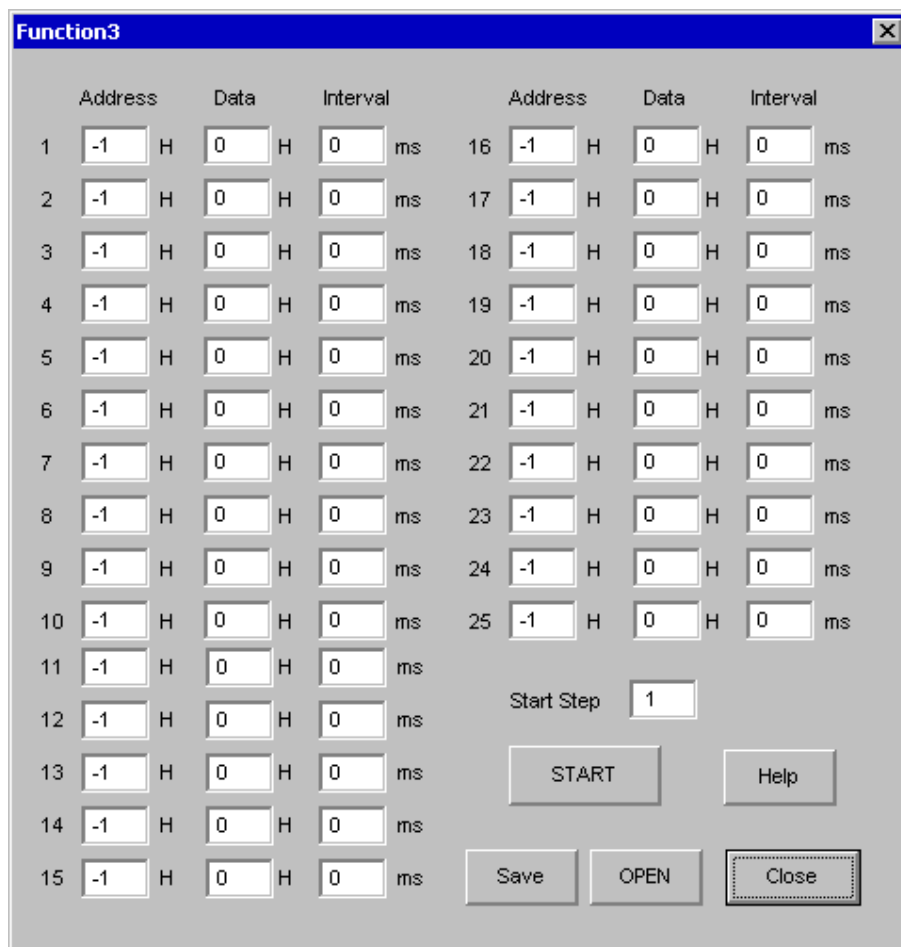 Function3
Address Data Interval Address Data Interval
1 -1 H 0 H 0 ms 16 -1 H 0 H 0 ms
2 -1 H 0 H 0 ms 17 -1 H 0 H 0 ms
3 -1 H 0 H 0 ms 18 -1 H 0 H 0 ms
4 -1 H 0 H 0 ms 19 -1 H 0 H 0 ms
5 -1 H 0 H 0 ms 20 -1 H 0 H 0 ms
6 -1 H 0 H 0 ms 21 -1 H 0 H 0 ms
7 -1 H 0 H 0 ms 22 -1 H 0 H 0 ms
8 -1 H 0 H 0 ms 23 -1 H 0 H 0 ms
9 -1 H 0 H 0 ms 24 -1 H 0 H 0 ms
10 -1 H 0 H 0 ms 25 -1 H 0 H 0 ms
11 -1 H 0 H 0 ms
12 -1 H 0 H 0 ms
13 -1 H 0 H 0 ms
14 -1 H 0 H 0 ms
15 -1 H 0 H 0 ms
Start Step 1
START Help
Save OPEN Close